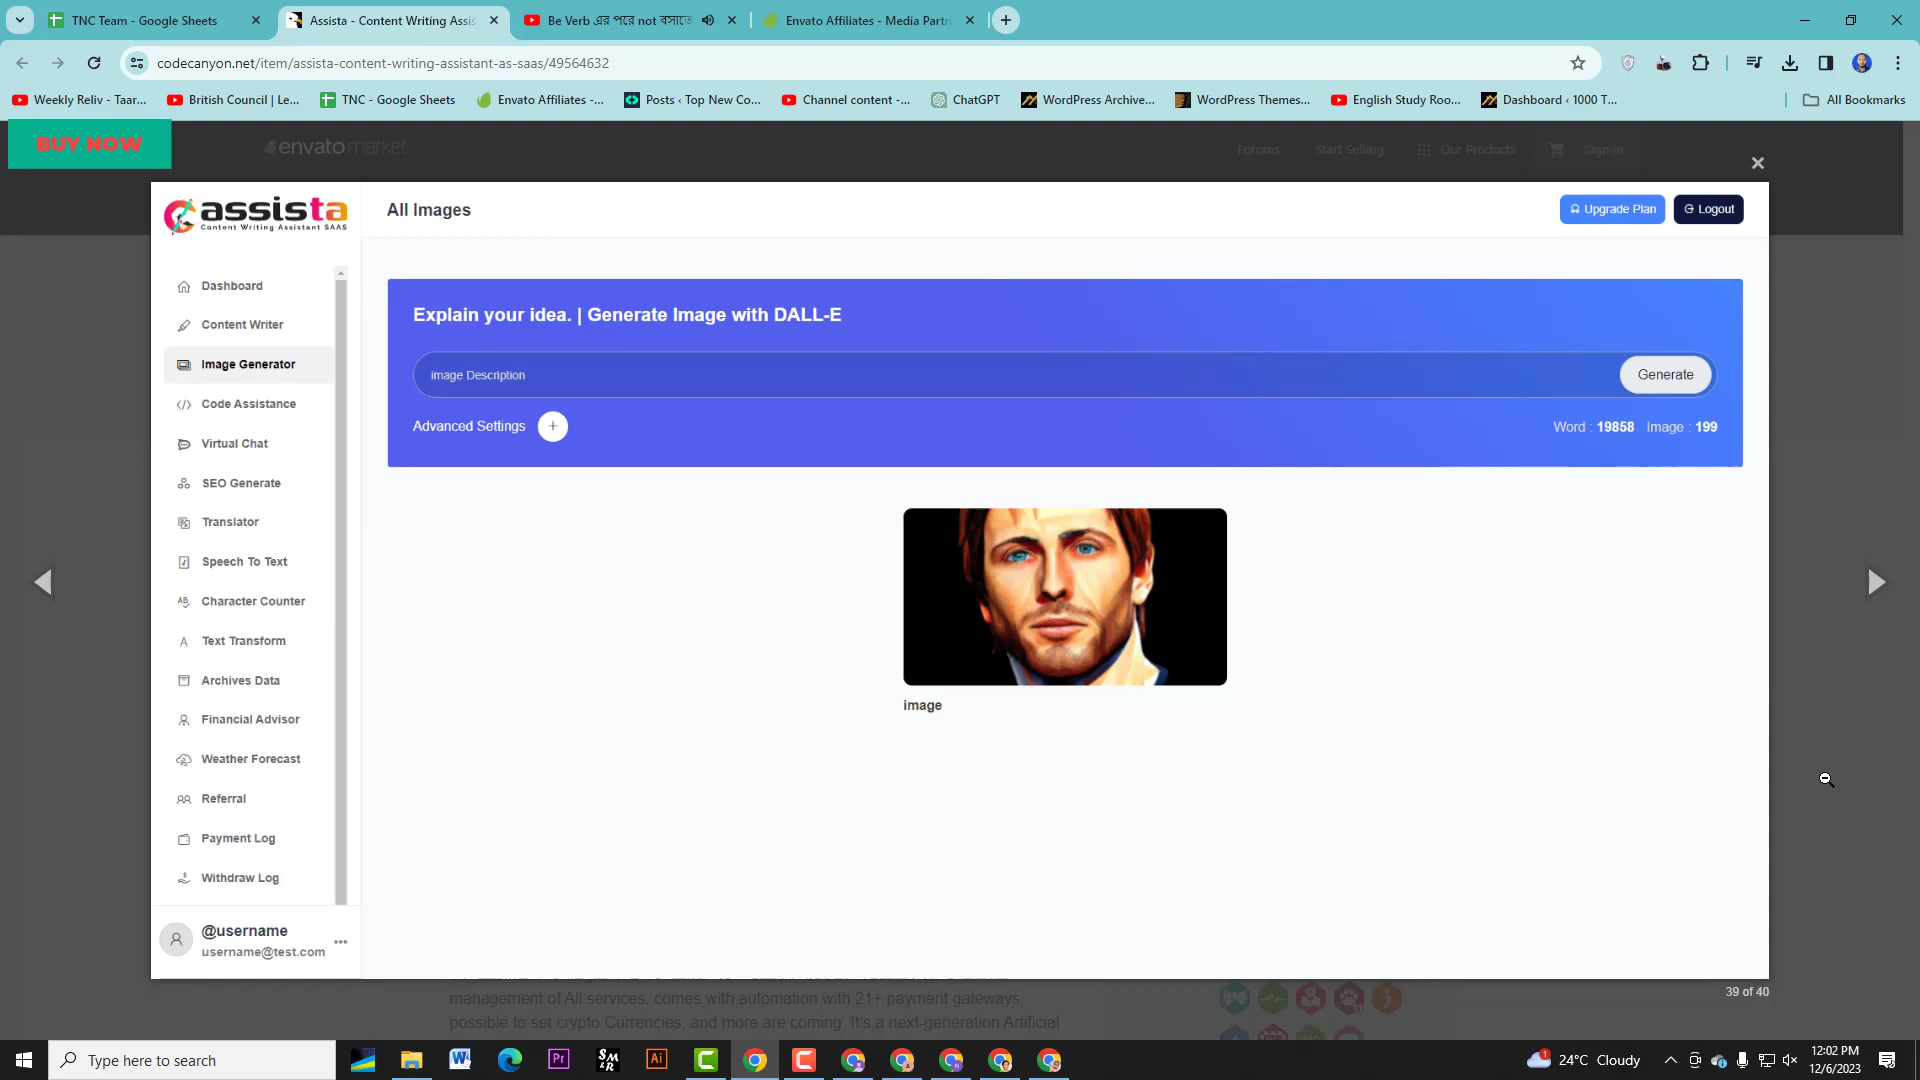 TNC Team - Google Sheets
Assista - Content Writing Assis
Be Verb এর পরে not বসাতে
Envato Affiliates - Media Partn
codecanyon.net/item/assista-content-writing-assistant-as-saas/49564632
Weekly Reliv - Taar...
British Council | Le...
TNC - Google Sheets
Envato Affiliates -...
Posts ‹ Top New Co...
Channel content -...
ChatGPT
WordPress Archive...
WordPress Themes...
English Study Roo...
Dashboard ‹ 1000 T...
All Bookmarks
BUY NOW
envato market
Forums
Start Selling
Our Products
Sign In
assista
Content Writing Assistant SAAS
All Images
Upgrade Plan
Logout
Dashboard
Content Writer
Image Generator
Code Assistance
Virtual Chat
SEO Generate
Translator
Speech To Text
Character Counter
Text Transform
Archives Data
Financial Advisor
Weather Forecast
Referral
Payment Log
Withdraw Log
@username
username@test.com
Explain your idea. | Generate Image with DALL-E
image Description
Generate
Advanced Settings
Word : 19858 Image : 199
image
39 of 40
management of All services. comes with automation with 21+ payment gateways
possible to set crypto Currencies, and more are coming. It's a next-generation Artificial
Type here to search
24°C Cloudy
12:02 PM
12/6/2023